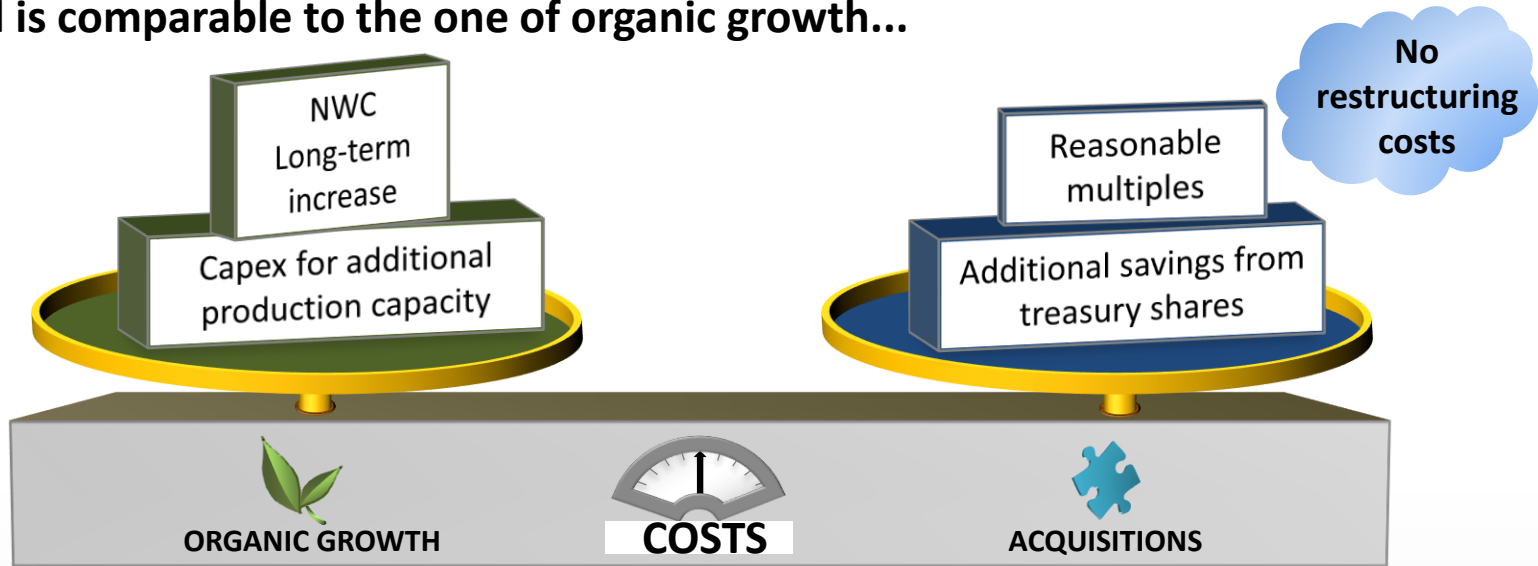 l is comparable to the one of organic growth...
No
restructuring
costs
NWC
Long-term
increase
Capex for additional
production capacity
Reasonable
multiples
Additional savings from
treasury shares
ORGANIC GROWTH
COSTS
ACQUISITIONS